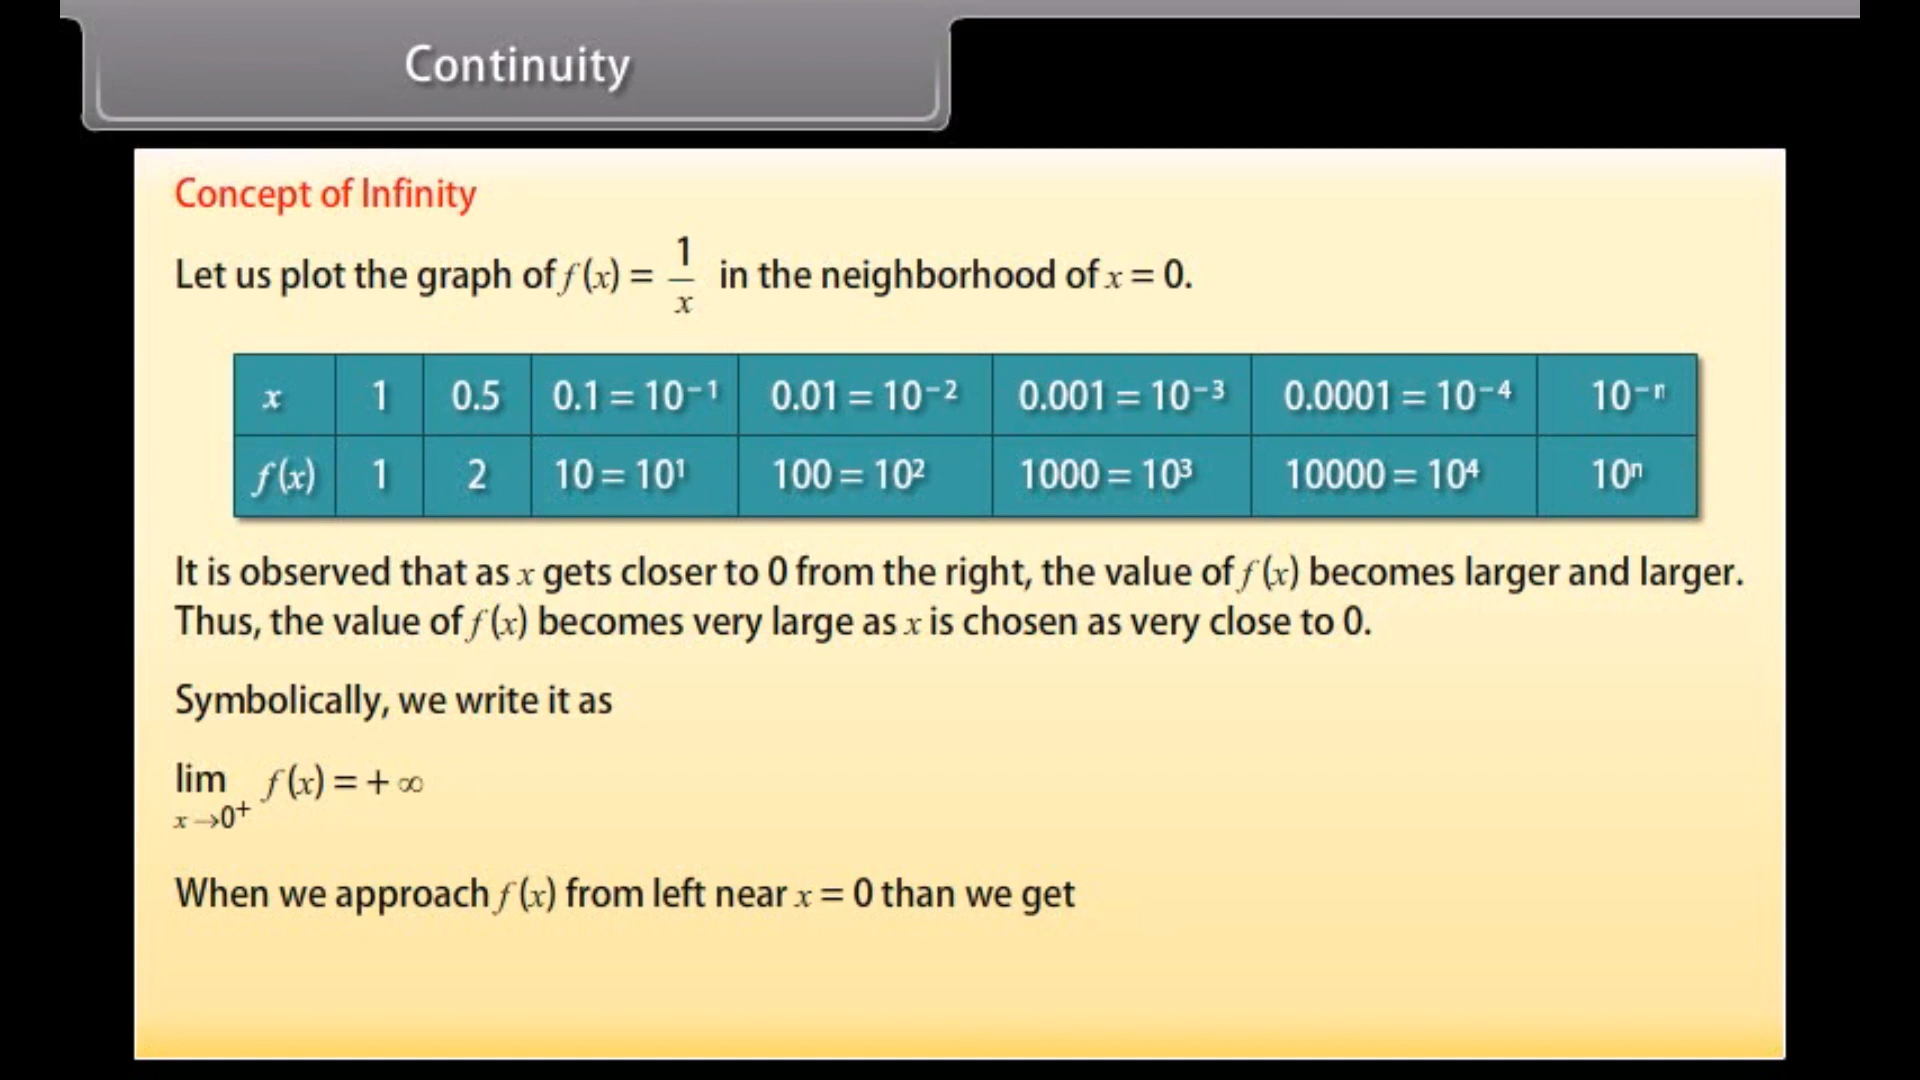 Continuity
Concept of Infinity
Let us plot the graph of f(x) = 1/x in the neighborhood of x = 0.
x 1 0.5 0.1 = 10⁻¹ 0.01 = 10⁻² 0.001 = 10⁻³ 0.0001 = 10⁻⁴ 10⁻ⁿ
f(x) 1 2 10 = 10¹ 100 = 10² 1000 = 10³ 10000 = 10⁴ 10ⁿ
It is observed that as x gets closer to 0 from the right, the value of f(x) becomes larger and larger.
Thus, the value of f(x) becomes very large as x is chosen as very close to 0.
Symbolically, we write it as
lim f(x) = + ∞
x→0⁺
When we approach f(x) from left near x = 0 than we get